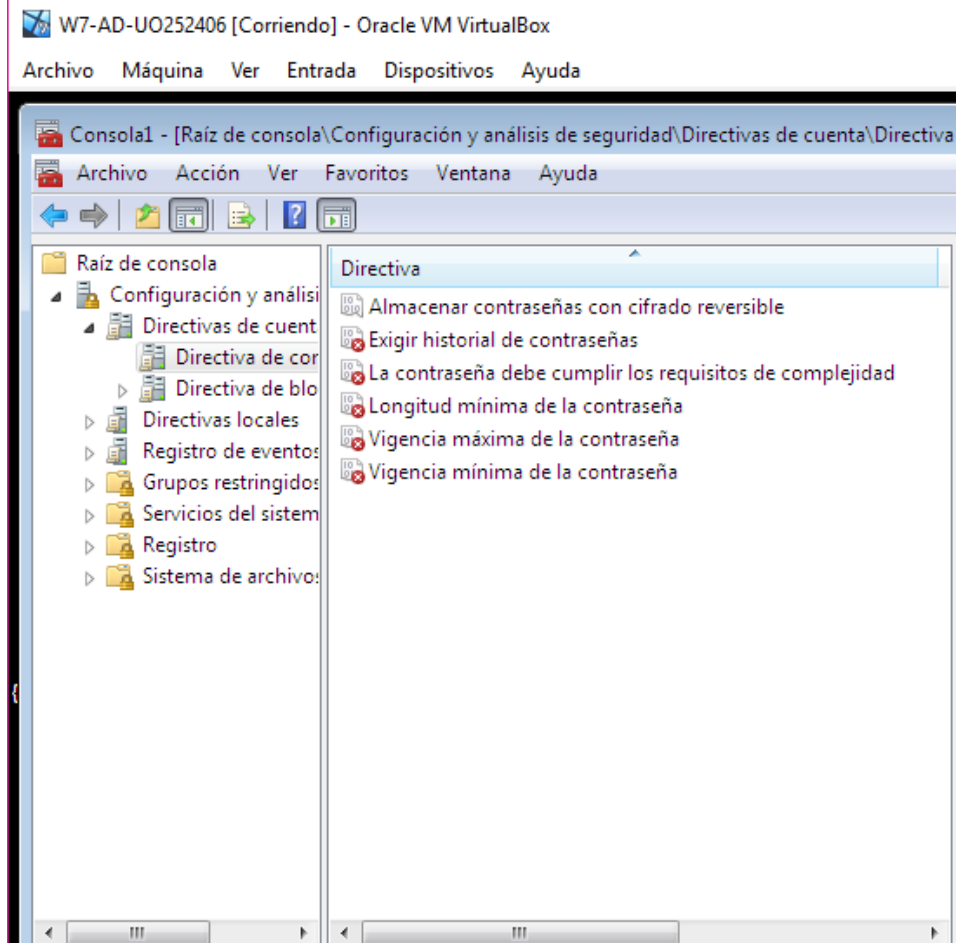 W7-AD-UO252406 [Corriendo] - Oracle VM VirtualBox
Archivo Máquina Ver Entrada Dispositivos Ayuda
Consola1 - [Raíz de consola\Configuración y análisis de seguridad\Directivas de cuenta\Directiva
Archivo Acción Ver Favoritos Ventana Ayuda
Raíz de consola
Configuración y análisi
Directivas de cuent
Directiva de cor
Directiva de blo
Directivas locales
Registro de eventos
Grupos restringidos
Servicios del sistem
Registro
Sistema de archivos
Directiva
Almacenar contraseñas con cifrado reversible
Exigir historial de contraseñas
La contraseña debe cumplir los requisitos de complejidad
Longitud mínima de la contraseña
Vigencia máxima de la contraseña
Vigencia mínima de la contraseña
{